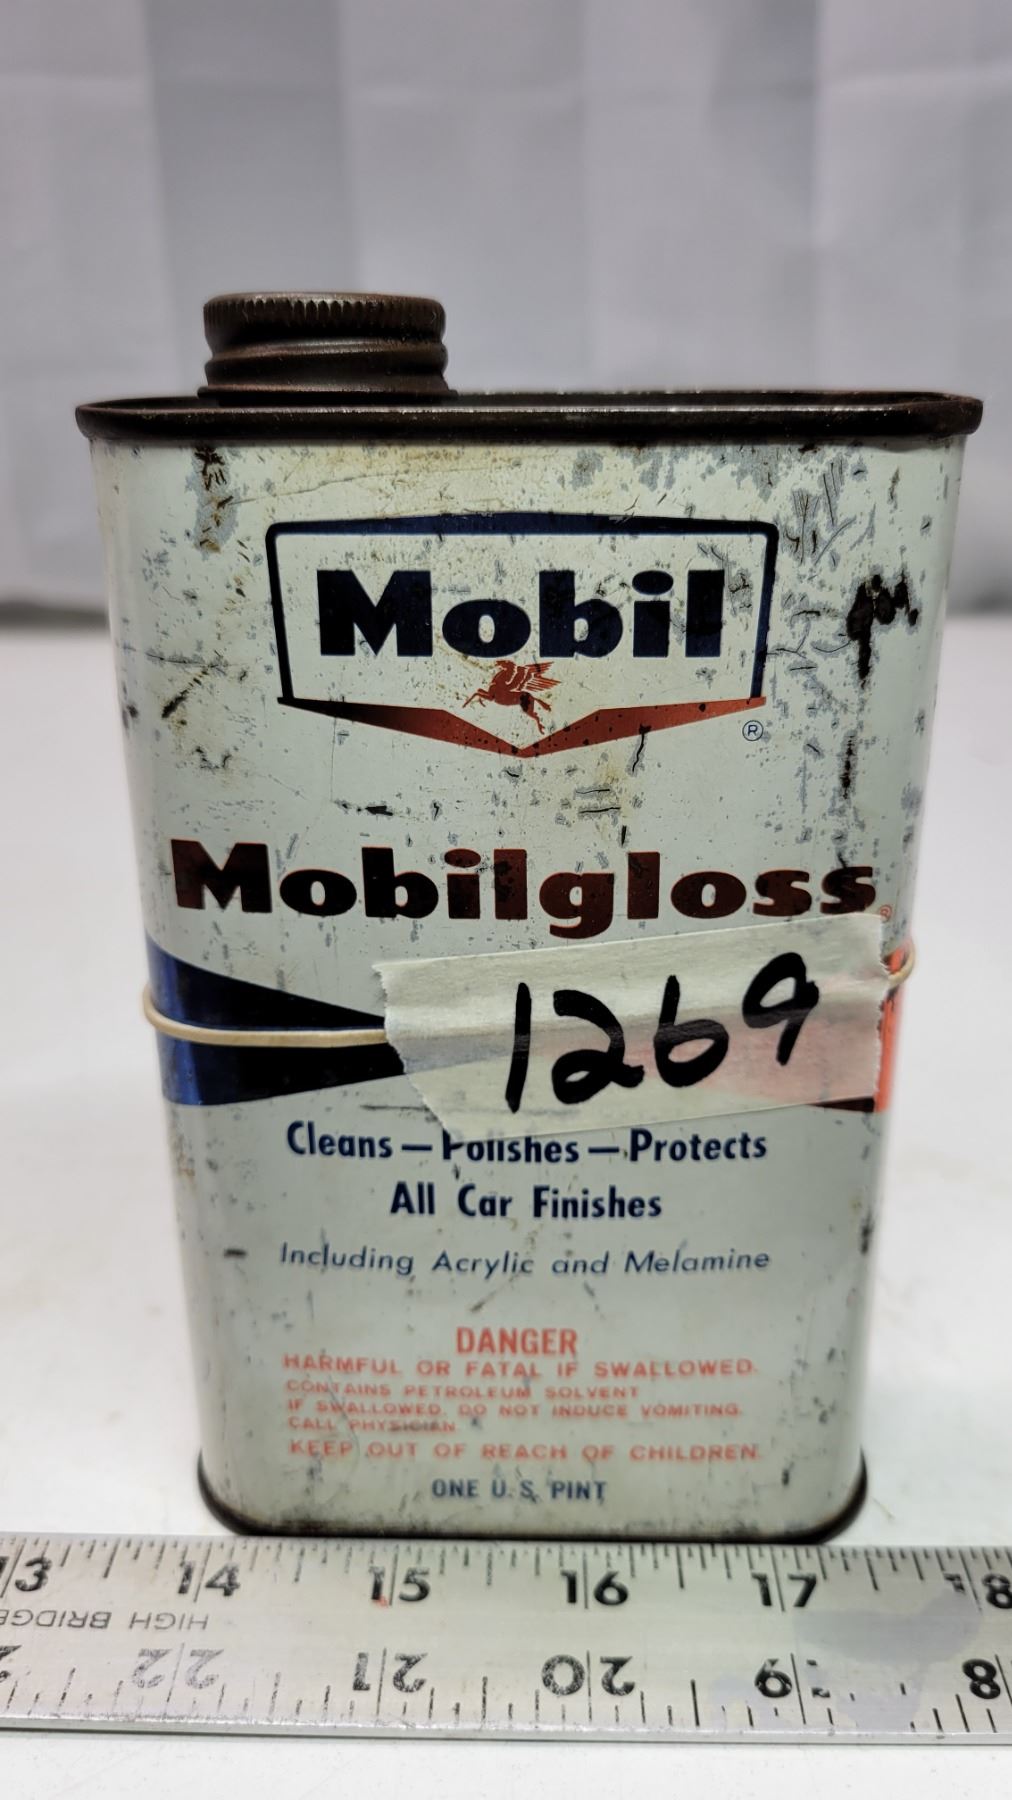 Mobil
®
Mobilgloss®
1269
Cleans — Polishes — Protects
All Car Finishes
Including Acrylic and Melamine
DANGER
HARMFUL OR FATAL IF SWALLOWED.
CONTAINS PETROLEUM SOLVENT
IF SWALLOWED, DO NOT INDUCE VOMITING.
CALL PHYSICIAN.
KEEP OUT OF REACH OF CHILDREN.
ONE U.S. PINT
13 14 15 16 17 18
HIGH BRIDGE
22 21 20 8